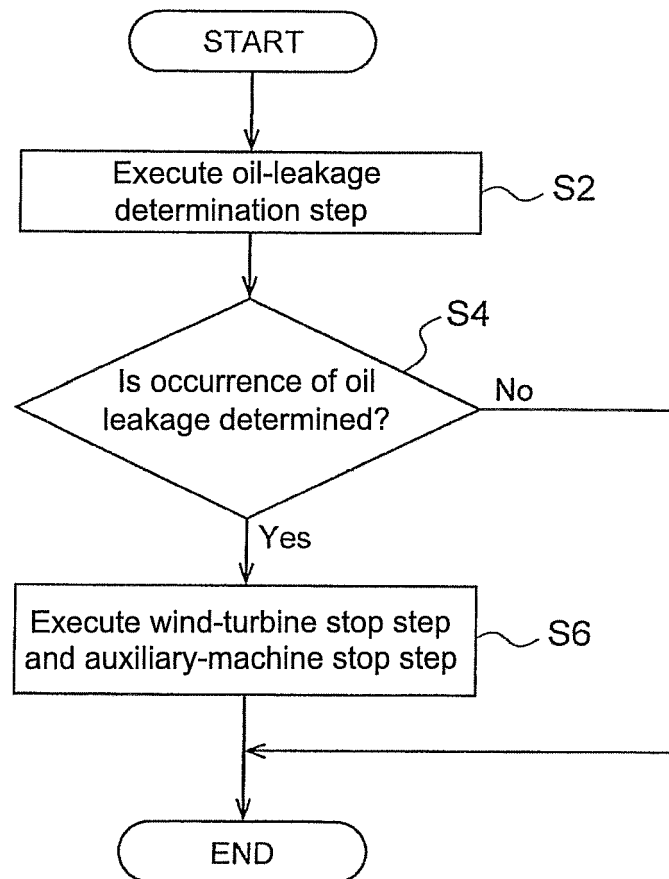 START
Execute oil-leakage
determination step
S2
S4
Is occurrence of oil
leakage determined?
No
Yes
Execute wind-turbine stop step
and auxiliary-machine stop step
S6
END